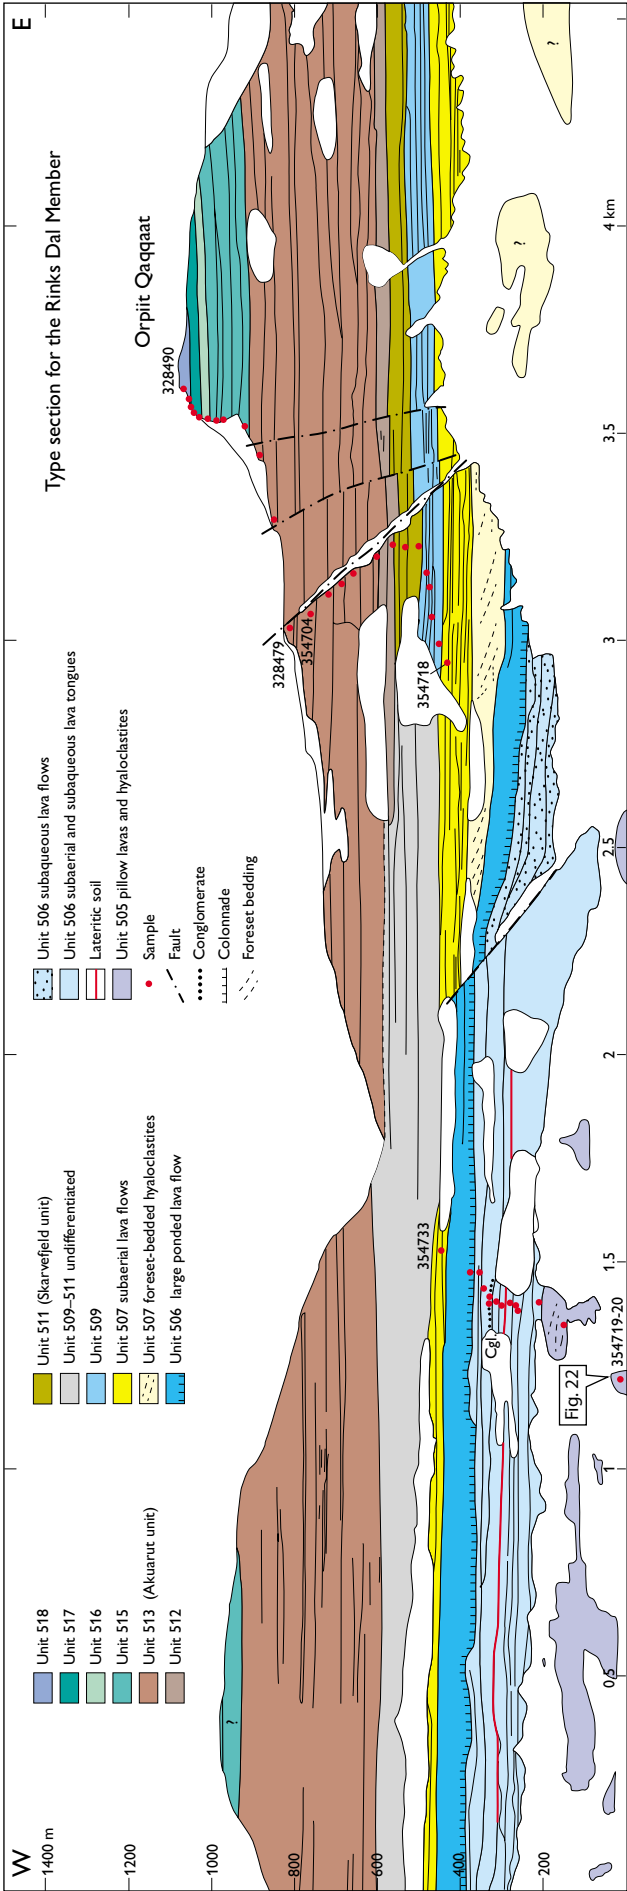 W
E
Type section for the Rinks Dal Member
Orpiit Qaqqaat
1400 m
1200
1000
800
600
400
200
Unit 518
Unit 517
Unit 516
Unit 515
Unit 513 (Akuarut unit)
Unit 512
Unit 511 (Skarvefjeld unit)
Unit 509–511 undifferentiated
Unit 509
Unit 507 subaerial lava flows
Unit 507 foreset-bedded hyaloclastites
Unit 506 large ponded lava flow
Unit 506 subaqueous lava flows
Unit 506 subaerial and subaqueous lava tongues
Lateritic soil
Unit 505 pillow lavas and hyaloclastites
Sample
Fault
Conglomerate
Colonnade
Foreset bedding
?
328490
328479
354704
354718
354733
Cgl.
Fig. 22
354719-20
?
?
0.5
1
1.5
2
2.5
3
3.5
4 km